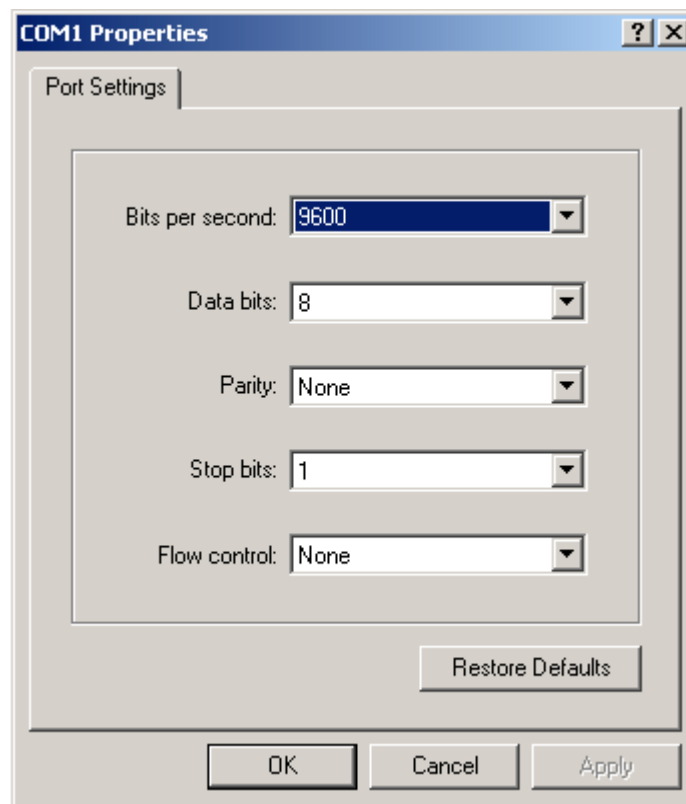 COM1 Properties
Port Settings
Bits per second: 9600
Data bits: 8
Parity: None
Stop bits: 1
Flow control: None
Restore Defaults
OK Cancel Apply